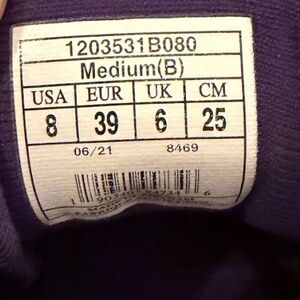 1203531B080
Medium(B)
USA EUR UK CM
8 39 6 25
06/21 8469